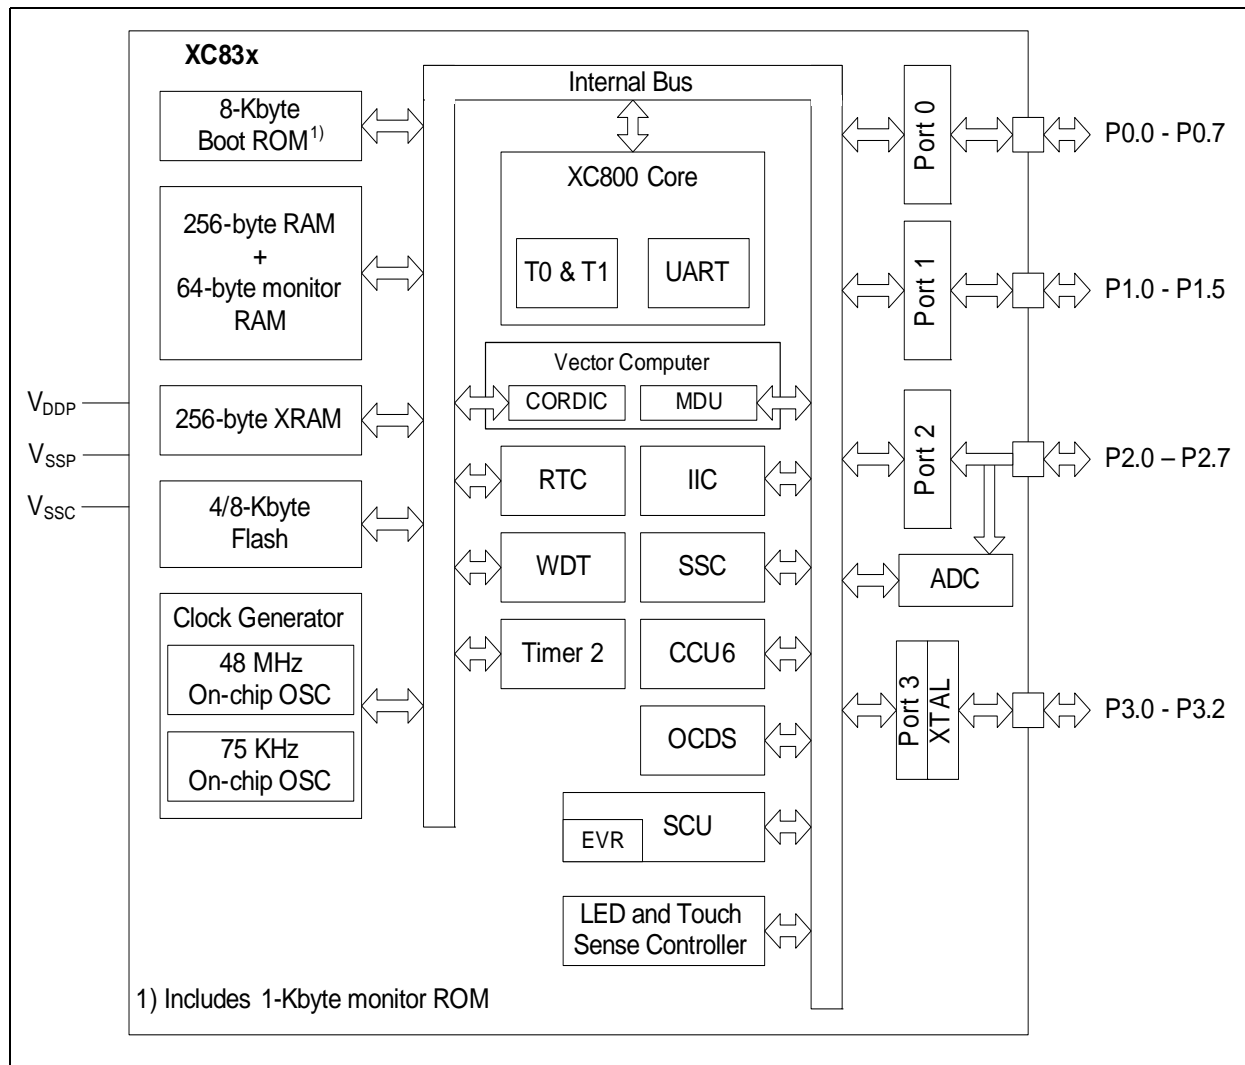 XC83x
Internal Bus
8-Kbyte
Boot ROM1)
256-byte RAM
+
64-byte monitor
RAM
256-byte XRAM
4/8-Kbyte
Flash
Clock Generator
48 MHz
On-chip OSC
75 KHz
On-chip OSC
VDDP
VSSP
VSSC
XC800 Core
T0 & T1
UART
Vector Computer
CORDIC
MDU
RTC
IIC
WDT
SSC
Timer 2
CCU6
OCDS
SCU
EVR
LED and Touch
Sense Controller
Port 0
P0.0 - P0.7
Port 1
P1.0 - P1.5
Port 2
P2.0 – P2.7
ADC
Port 3
XTAL
P3.0 - P3.2
1) Includes 1-Kbyte monitor ROM